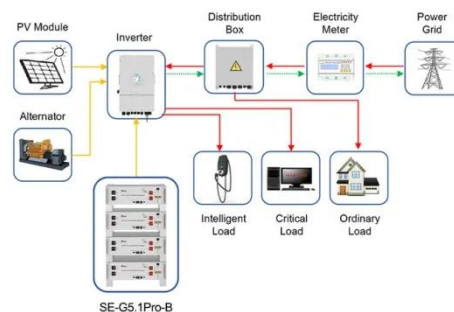 PV Module
Inverter
Distribution
Box
Electricity
Meter
Power
Grid
Alternator
Intelligent
Load
Critical
Load
Ordinary
Load
SE-G5.1Pro-B